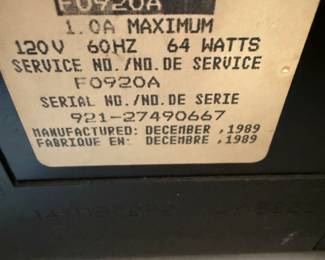 F0920A
1.0A MAXIMUM
120V 60HZ 64 WATTS
SERVICE NO./NO.DE SERVICE
F0920A
SERIAL NO./NO.DE SERIE
921-27490667
MANUFACTURED: DECEMBER ,1989
FABRIQUE EN: DECEMBRE ,1989